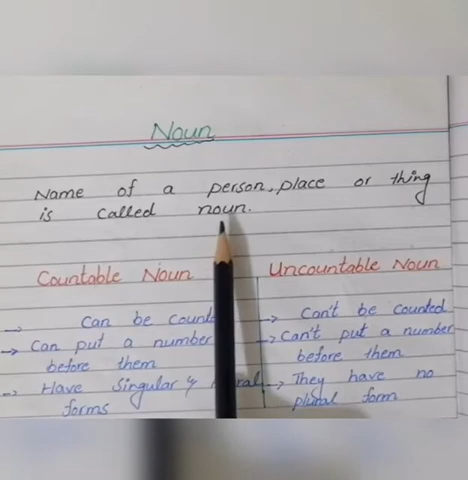 Noun
Name of a person, place or thing
is called noun.
Countable Noun
→ Can be
→ Can put a number
before them
→ Have Singular &
forms
Uncountable Noun
→ Can't be counted
→ Can't put a number
before them
→ They have no
plural form